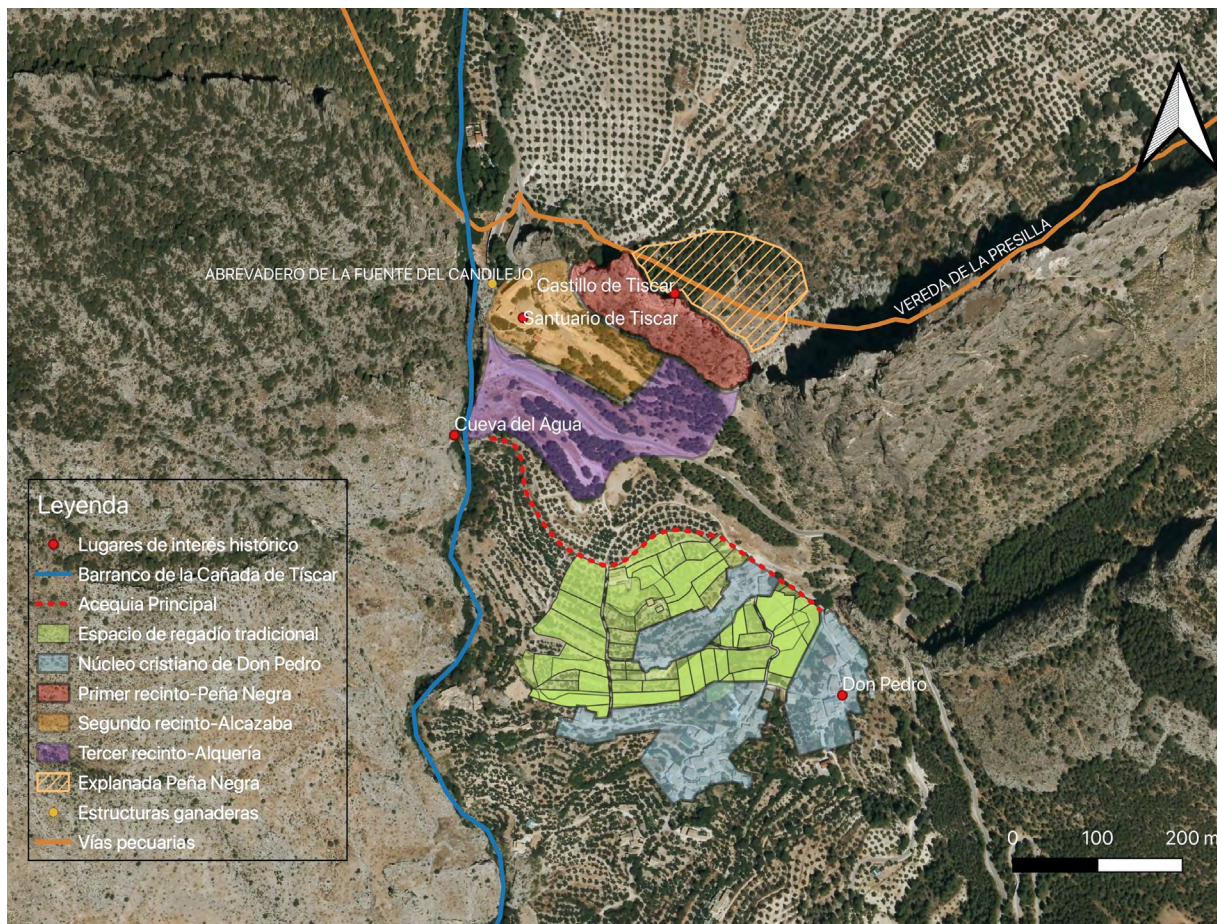 VEREDA DE LA PRESILLA
ABREVADERO DE LA FUENTE DEL CANDILEJO
Castillo de Tiscar
Santuario de Tiscar
Cueva del Agua
Don Pedro
Leyenda
Lugares de interés histórico
Barranco de la Cañada de Tíscar
Acequia Principal
Espacio de regadío tradicional
Núcleo cristiano de Don Pedro
Primer recinto-Peña Negra
Segundo recinto-Alcazaba
Tercer recinto-Alquería
Explanada Peña Negra
Estructuras ganaderas
Vías pecuarias
0 100 200 m